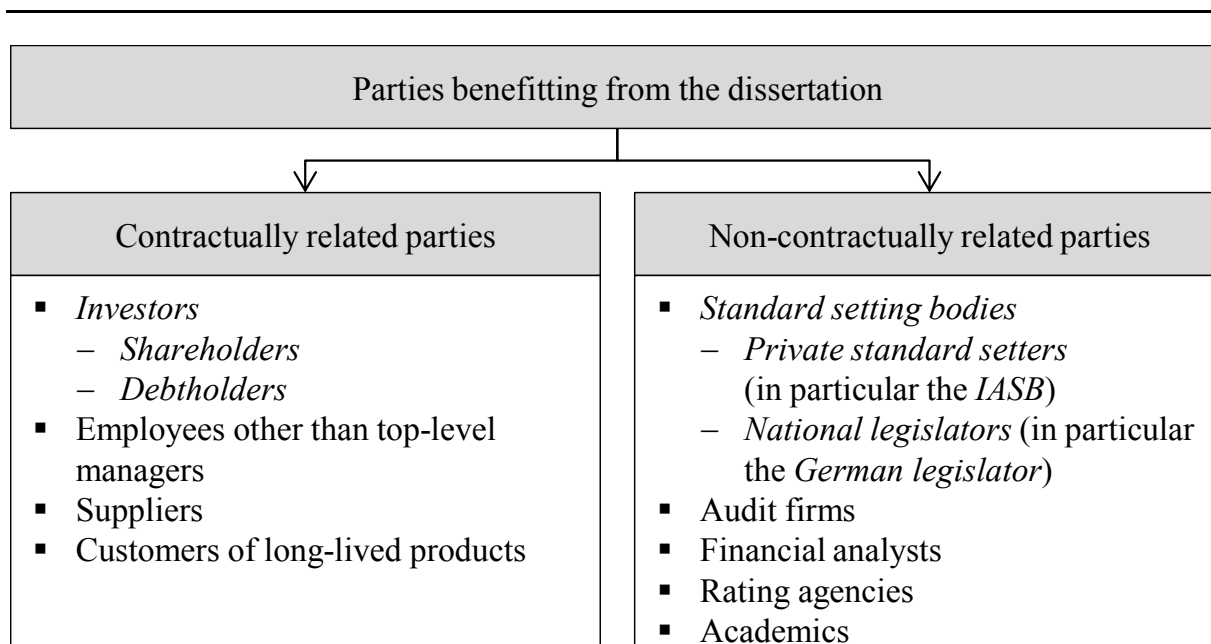 Parties benefitting from the dissertation
Contractually related parties
▪ Investors
– Shareholders
– Debtholders
▪ Employees other than top-level
managers
▪ Suppliers
▪ Customers of long-lived products
Non-contractually related parties
▪ Standard setting bodies
– Private standard setters
(in particular the IASB)
– National legislators (in particular
the German legislator)
▪ Audit firms
▪ Financial analysts
▪ Rating agencies
▪ Academics